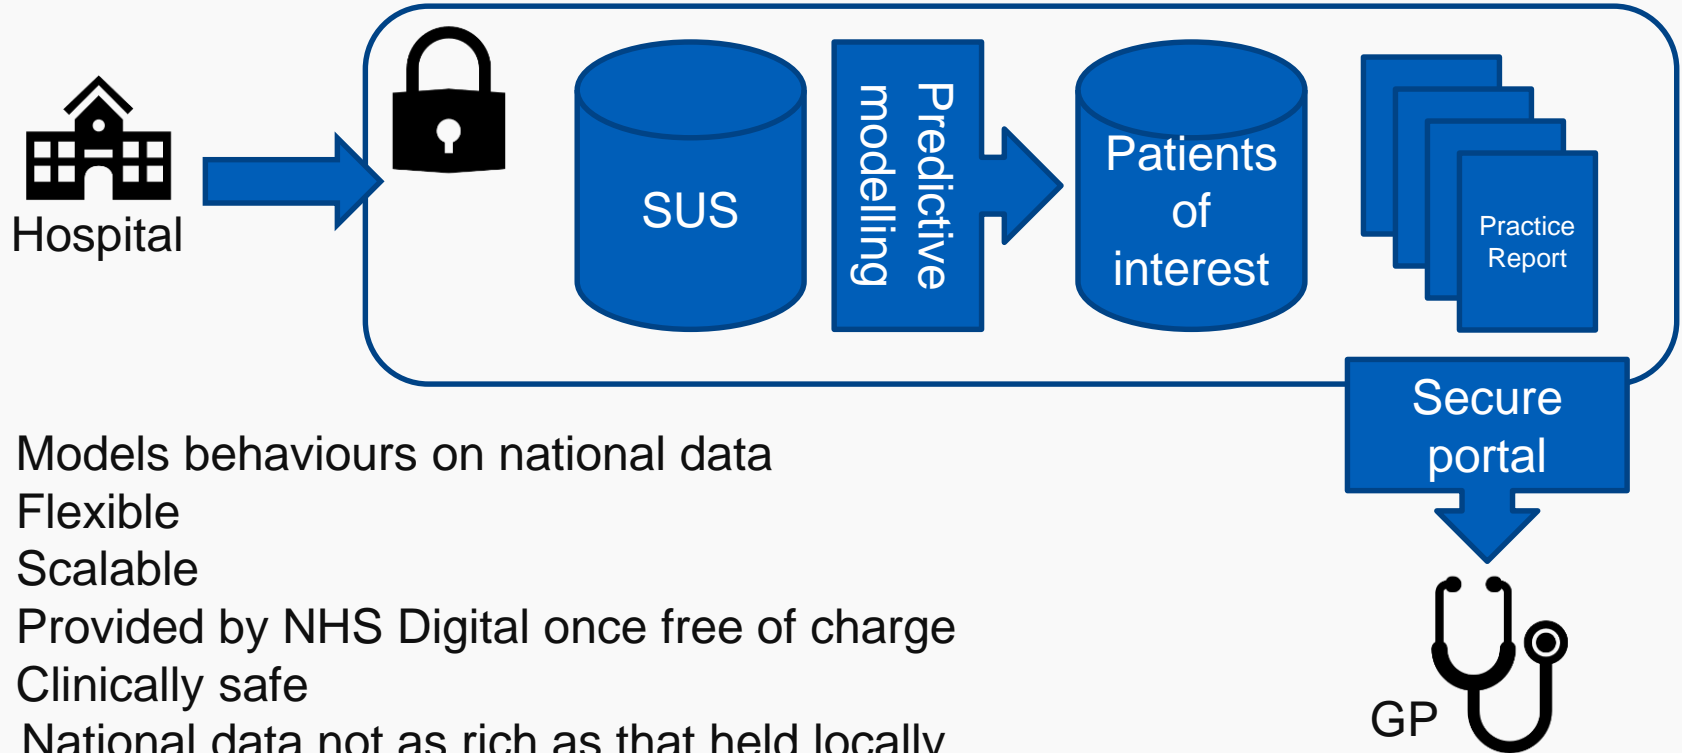 Hospital
SUS
Predictive
modelling
Patients
of
interest
Practice
Report
Secure
portal
GP
Models behaviours on national data
Flexible
Scalable
Provided by NHS Digital once free of charge
Clinically safe
National data not as rich as that held locally